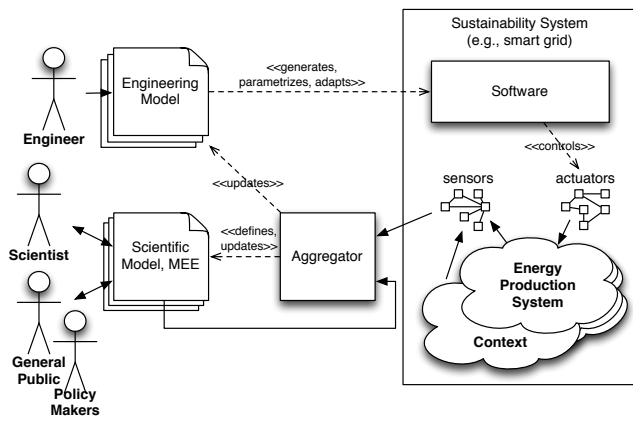 Sustainability System
(e.g., smart grid)
<<generates,
parametrizes, adapts>>
Engineering
Model
Software
Engineer
<<controls>>
sensors
actuators
<<updates>>
Scientist
<<defines,
updates>>
Scientific
Model, MEE
Aggregator
Energy
Production
System
Context
General
Public
Policy
Makers